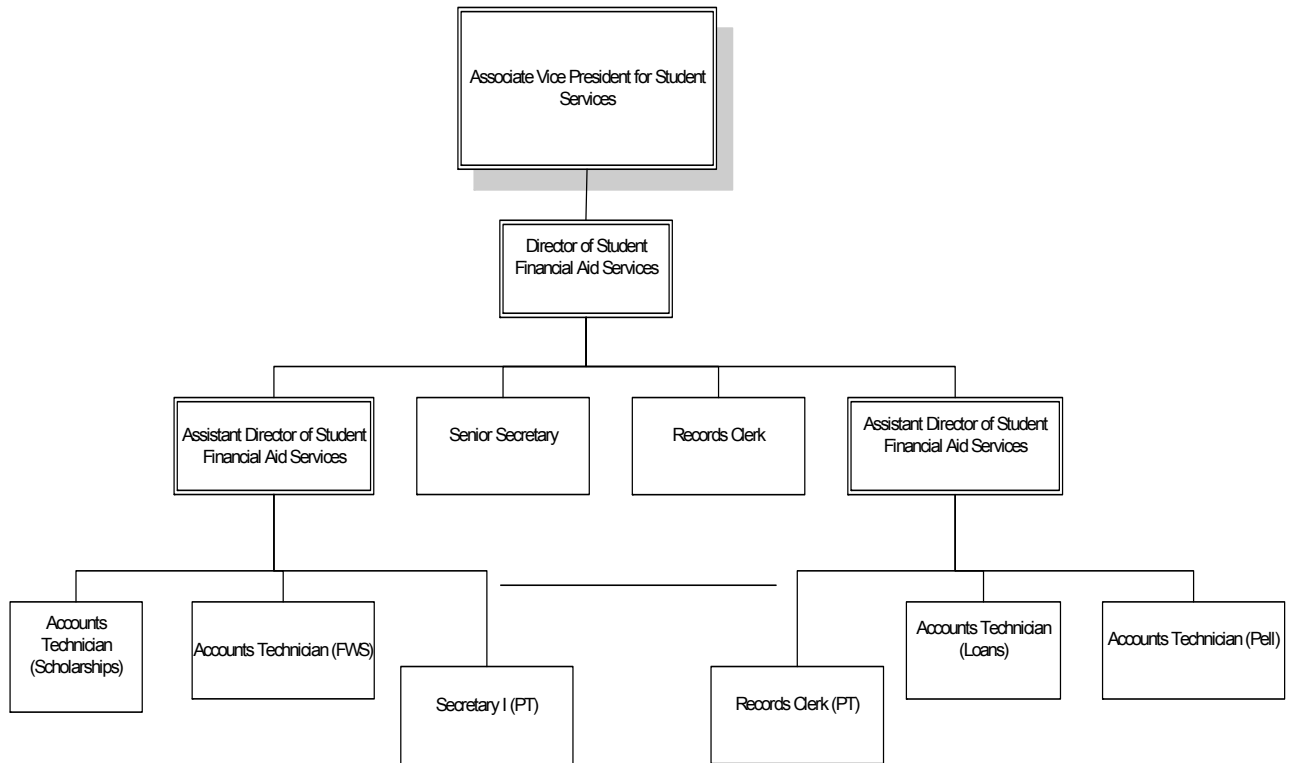 Associate Vice President for Student
Services
Director of Student
Financial Aid Services
Assistant Director of Student
Financial Aid Services
Senior Secretary
Records Clerk
Assistant Director of Student
Financial Aid Services
Accounts
Technician
(Scholarships)
Accounts Technician (FWS)
Secretary I (PT)
Records Clerk (PT)
Accounts Technician
(Loans)
Accounts Technician (Pell)